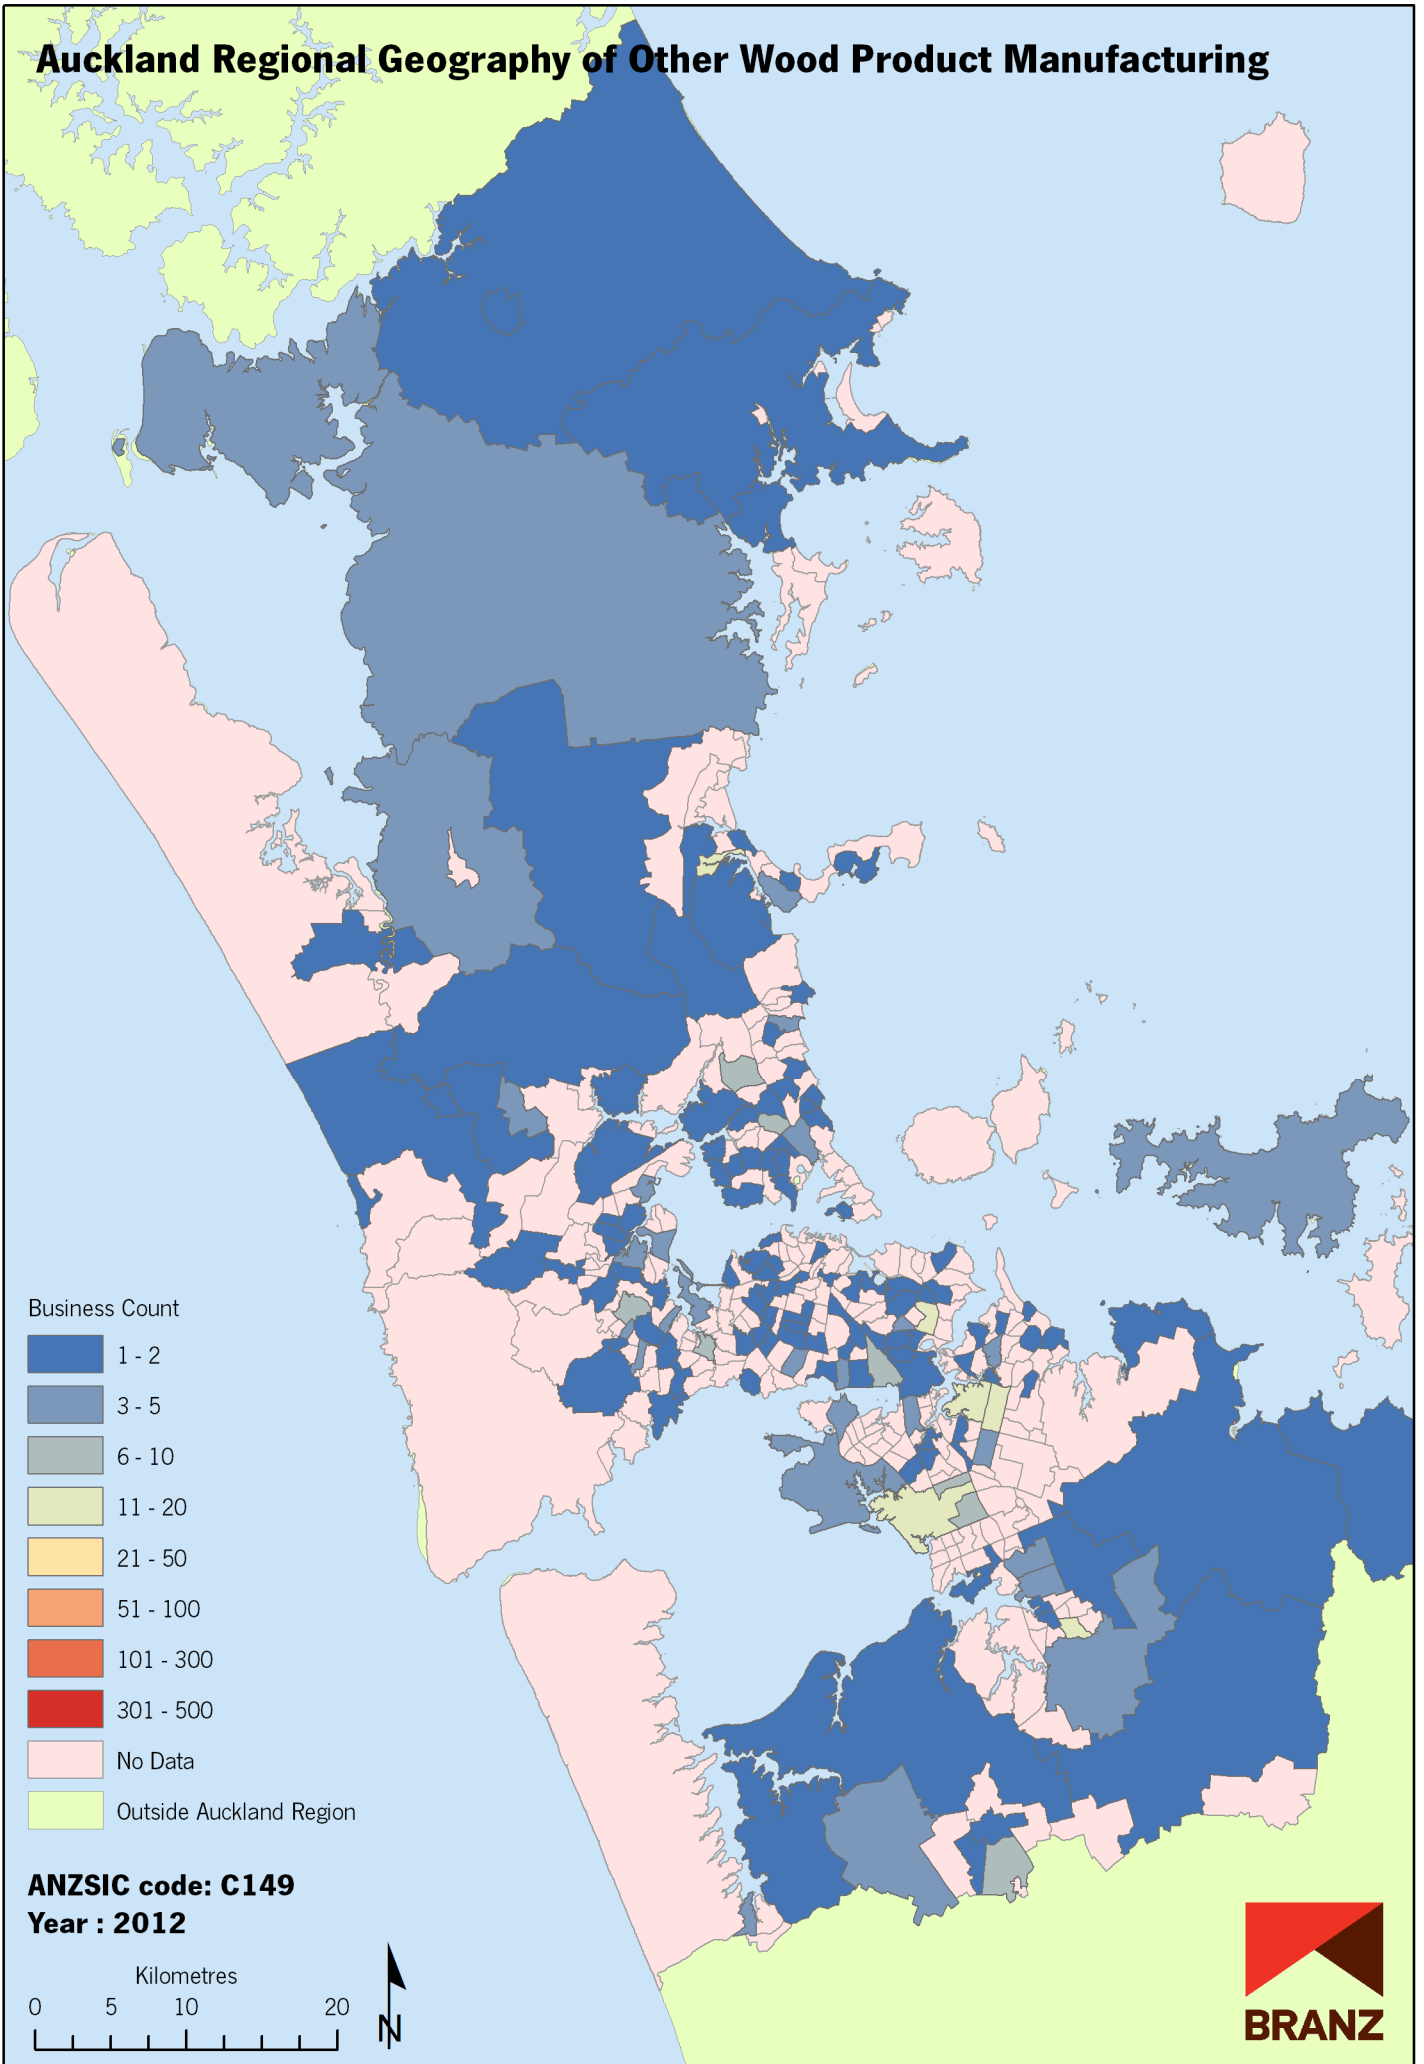 Auckland Regional Geography of Other Wood Product Manufacturing
Business Count
1 - 2
3 - 5
6 - 10
11 - 20
21 - 50
51 - 100
101 - 300
301 - 500
No Data
Outside Auckland Region
ANZSIC code: C149
Year : 2012
Kilometres
0 5 10 20
N
BRANZ